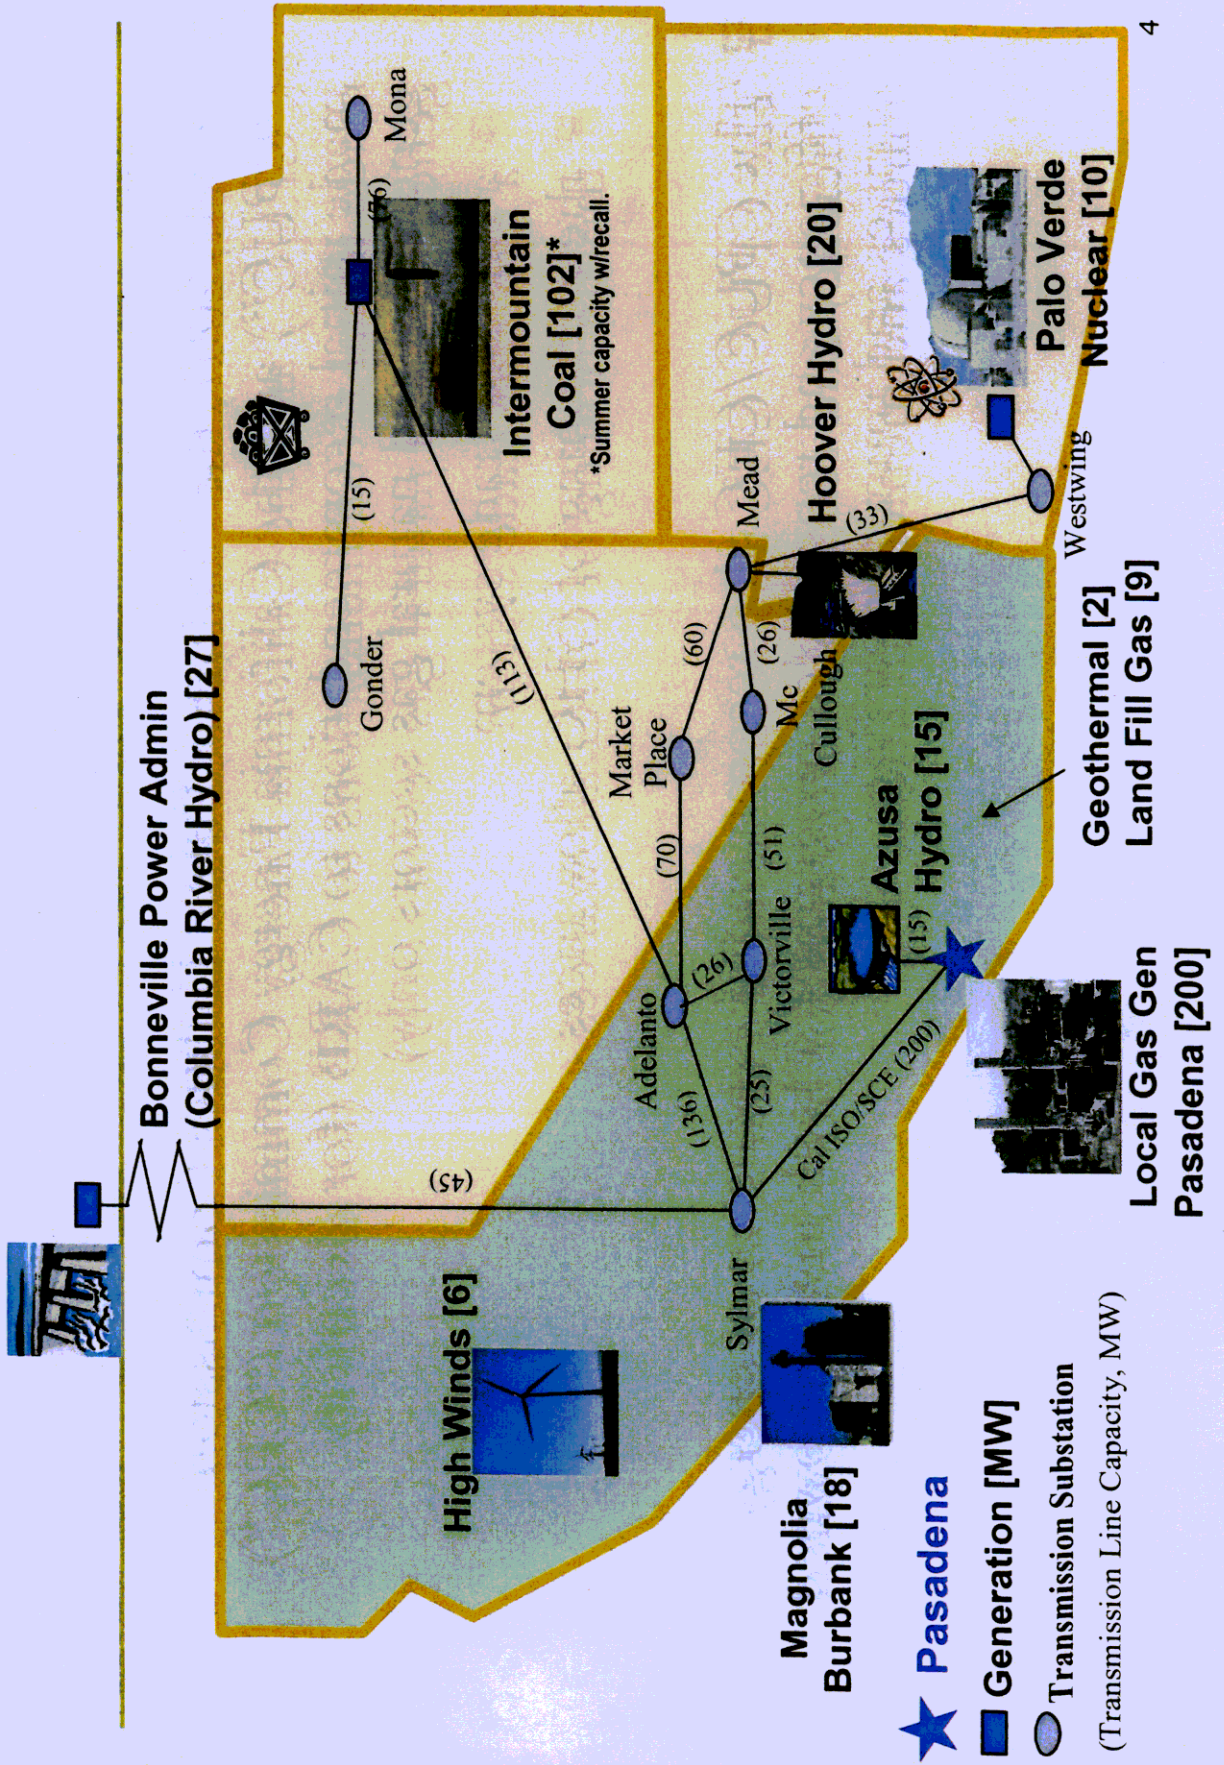 Bonneville Power Admin
(Columbia River Hydro) [27]
High Winds [6]
(45)
Gonder
(15)
(76)
Mona
Intermountain
Coal [102]*
*Summer capacity w/recall.
(113)
Market
Place
(70)
(60)
Mead
Adelanto
(136)
(26)
(26)
Mc
Cullough
(51)
Victorville
(25)
Sylmar
Hoover Hydro [20]
(33)
Palo Verde
Nuclear [10]
Westwing
Azusa
Hydro [15]
(15)
Cal ISO/SCE (200)
Magnolia
Burbank [18]
Geothermal [2]
Land Fill Gas [9]
Local Gas Gen
Pasadena [200]
Pasadena
Generation [MW]
Transmission Substation
(Transmission Line Capacity, MW)
4